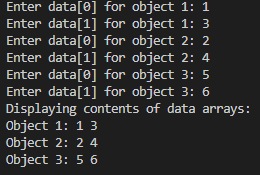 Enter data[0] for object 1: 1
Enter data[1] for object 1: 3
Enter data[0] for object 2: 2
Enter data[1] for object 2: 4
Enter data[0] for object 3: 5
Enter data[1] for object 3: 6
Displaying contents of data arrays:
Object 1: 1 3
Object 2: 2 4
Object 3: 5 6